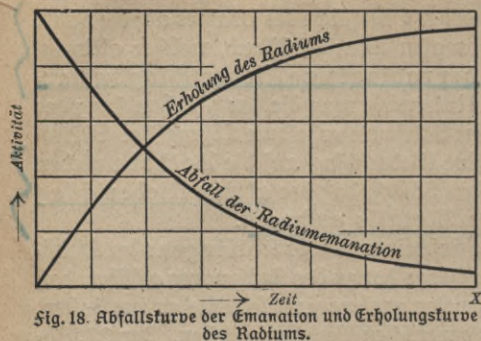 Erholung des Radiums
Aktivität
Abfall der Radiumemanation
Zeit
X
Fig. 18. Abfallskurve der Emanation und Erholungskurve
des Radiums.